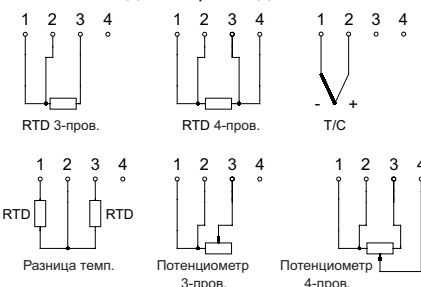 1 2 3 4 1 2 3 4 1 2 3 4
- +
RTD 3-пров. RTD 4-пров. T/C
1 2 3 4 1 2 3 4 1 2 3 4
RTD RTD
Разница темп. Потенциометр Потенциометр
3-пров. 4-пров.